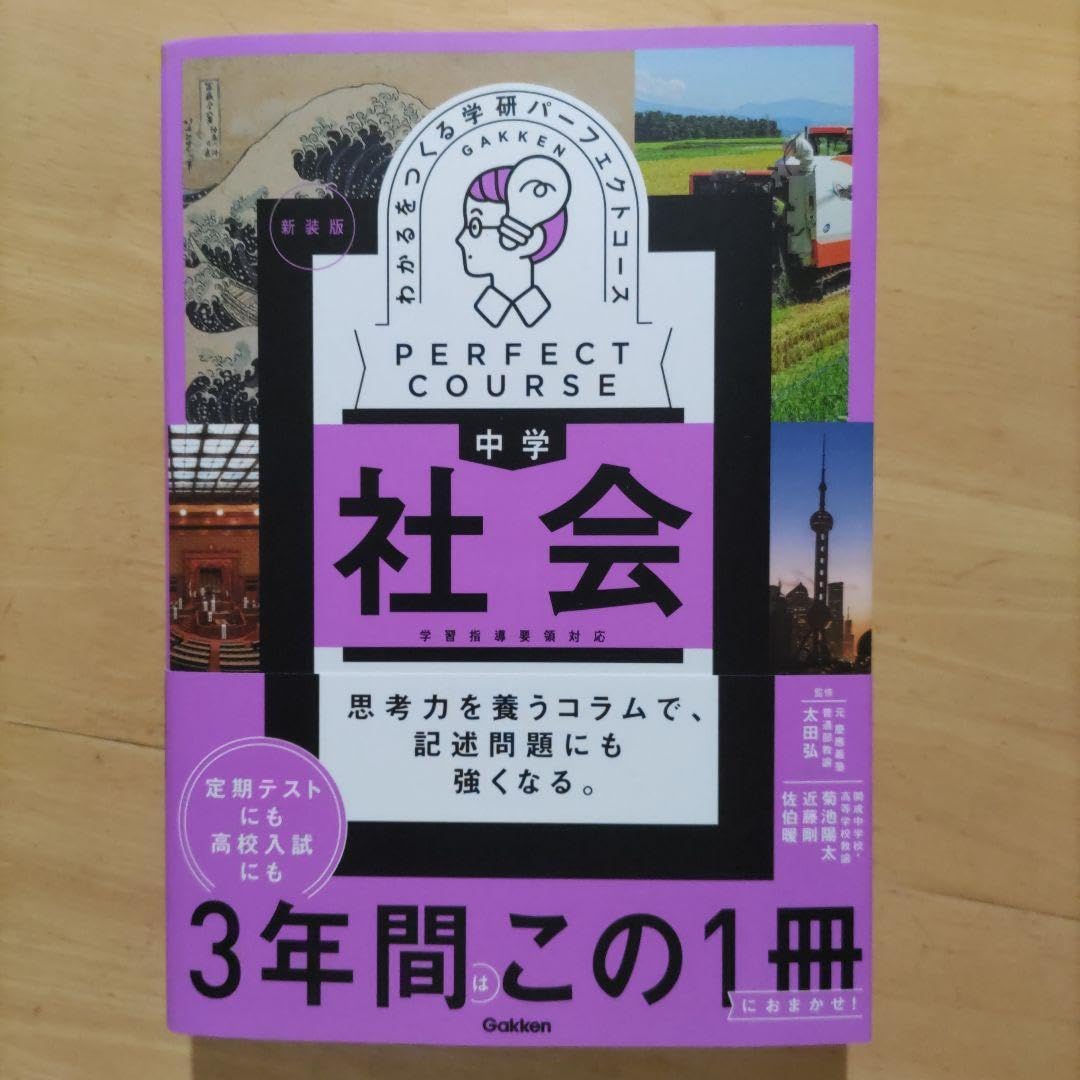 わかるをつくる学研パーフェクトコース
GAKKEN
新装版
PERFECT
COURSE
中学
社会
学習指導要領対応
思考力を養うコラムで、
記述問題にも
強くなる。
監修
元 慶應義塾
普通部教諭
太田弘
開成中学校・
高等学校教諭
菊池陽太
近藤剛
佐伯暖
定期テスト
にも
高校入試
にも
3年間はこの1冊
におまかせ!
Gakken